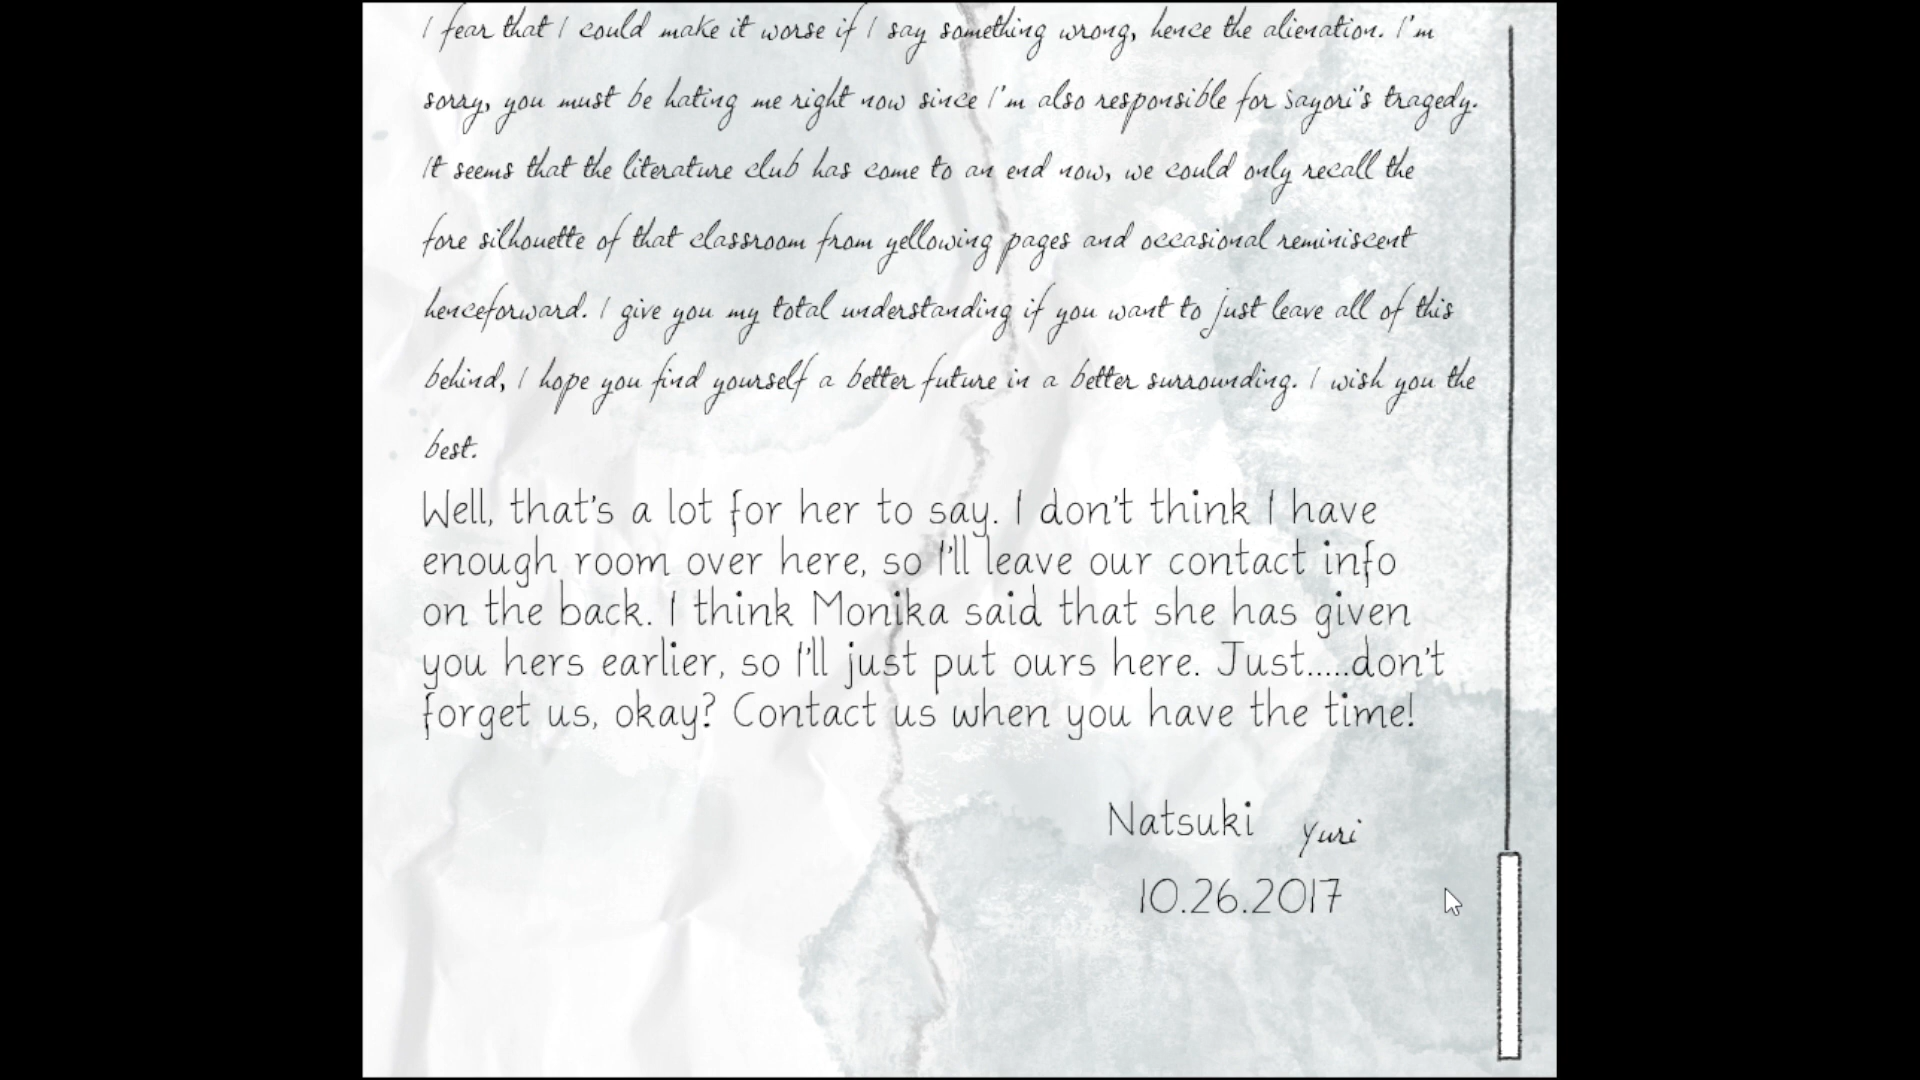 I fear that I could make it worse if I say something wrong, hence the alienation. I'm
sorry, you must be hating me right now since I'm also responsible for Sayori's tragedy.
It seems that the literature club has come to an end now, we could only recall the
fore silhouette of that classroom from yellowing pages and occasional reminiscent
henceforward. I give you my total understanding if you want to just leave all of this
behind, I hope you find yourself a better future in a better surrounding. I wish you the
best.
Well, that's a lot for her to say. I don't think I have
enough room over here, so I'll leave our contact info
on the back. I think Monika said that she has given
you hers earlier, so I'll just put ours here. Just.....don't
forget us, okay? Contact us when you have the time!
Natsuki Yuri
10.26.2017